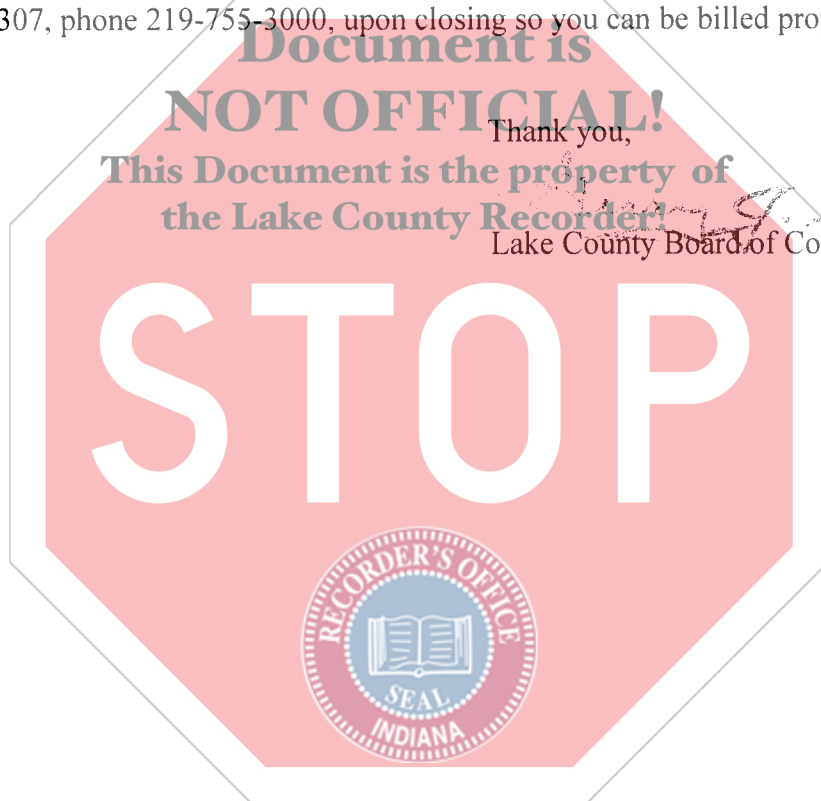 307, phone 219-755-3000, upon closing so you can be billed pro
Document is
NOT OFFICIAL!
Thank you,
This Document is the property of
the Lake County Recorder!
Lake County Board of Co
STOP
RECORDER'S OFFICE
SEAL
INDIANA